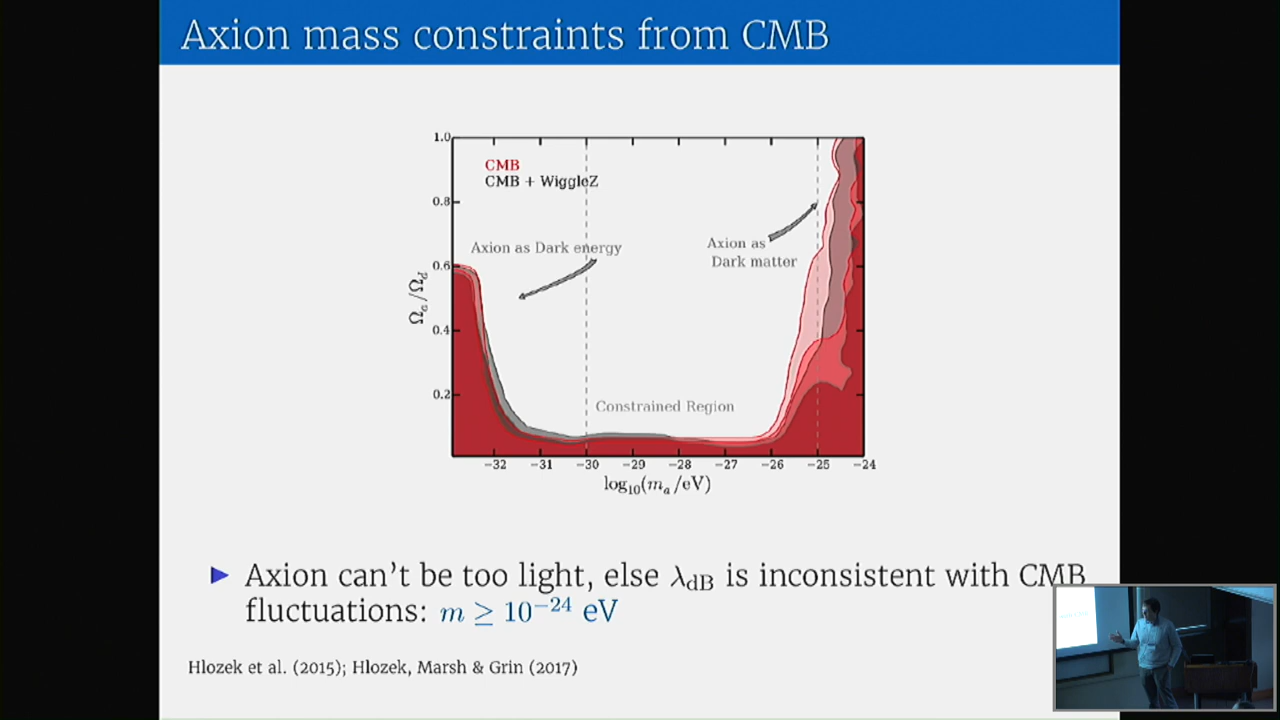 Axion mass constraints from CMB
1.0
0.8
0.6
0.4
0.2
Ωₐ/Ω_d
CMB
CMB + WiggleZ
Axion as Dark energy
Axion as
Dark matter
Constrained Region
−32 −31 −30 −29 −28 −27 −26 −25 −24
log₁₀(mₐ/eV)
▶ Axion can't be too light, else λ_dB is inconsistent with CMB
fluctuations: m ≥ 10⁻²⁴ eV
Hlozek et al. (2015); Hlozek, Marsh & Grin (2017)